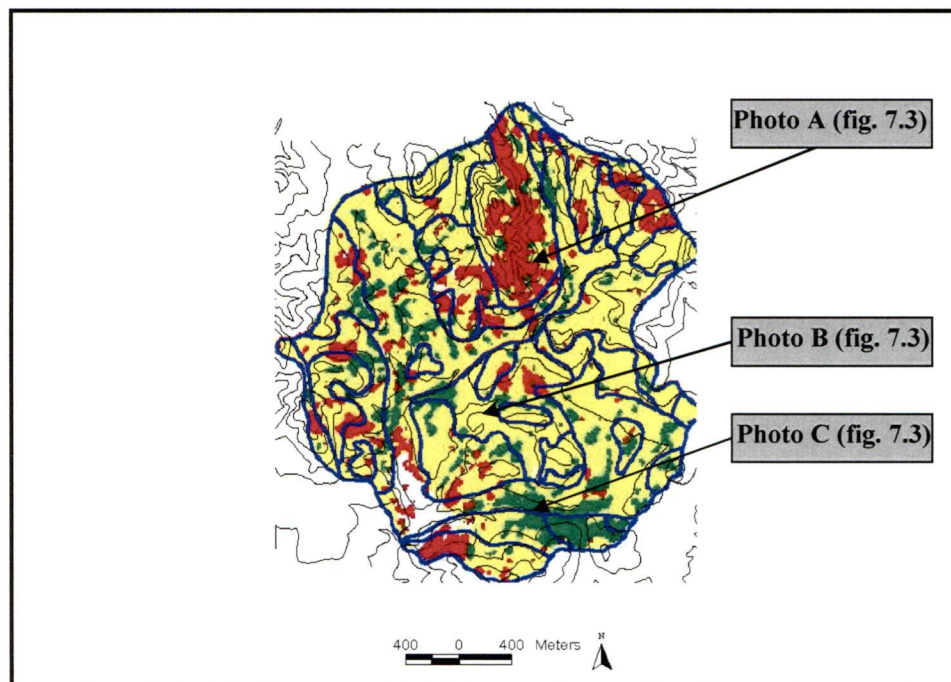 Photo A (fig. 7.3)
Photo B (fig. 7.3)
Photo C (fig. 7.3)
400 0 400 Meters
N